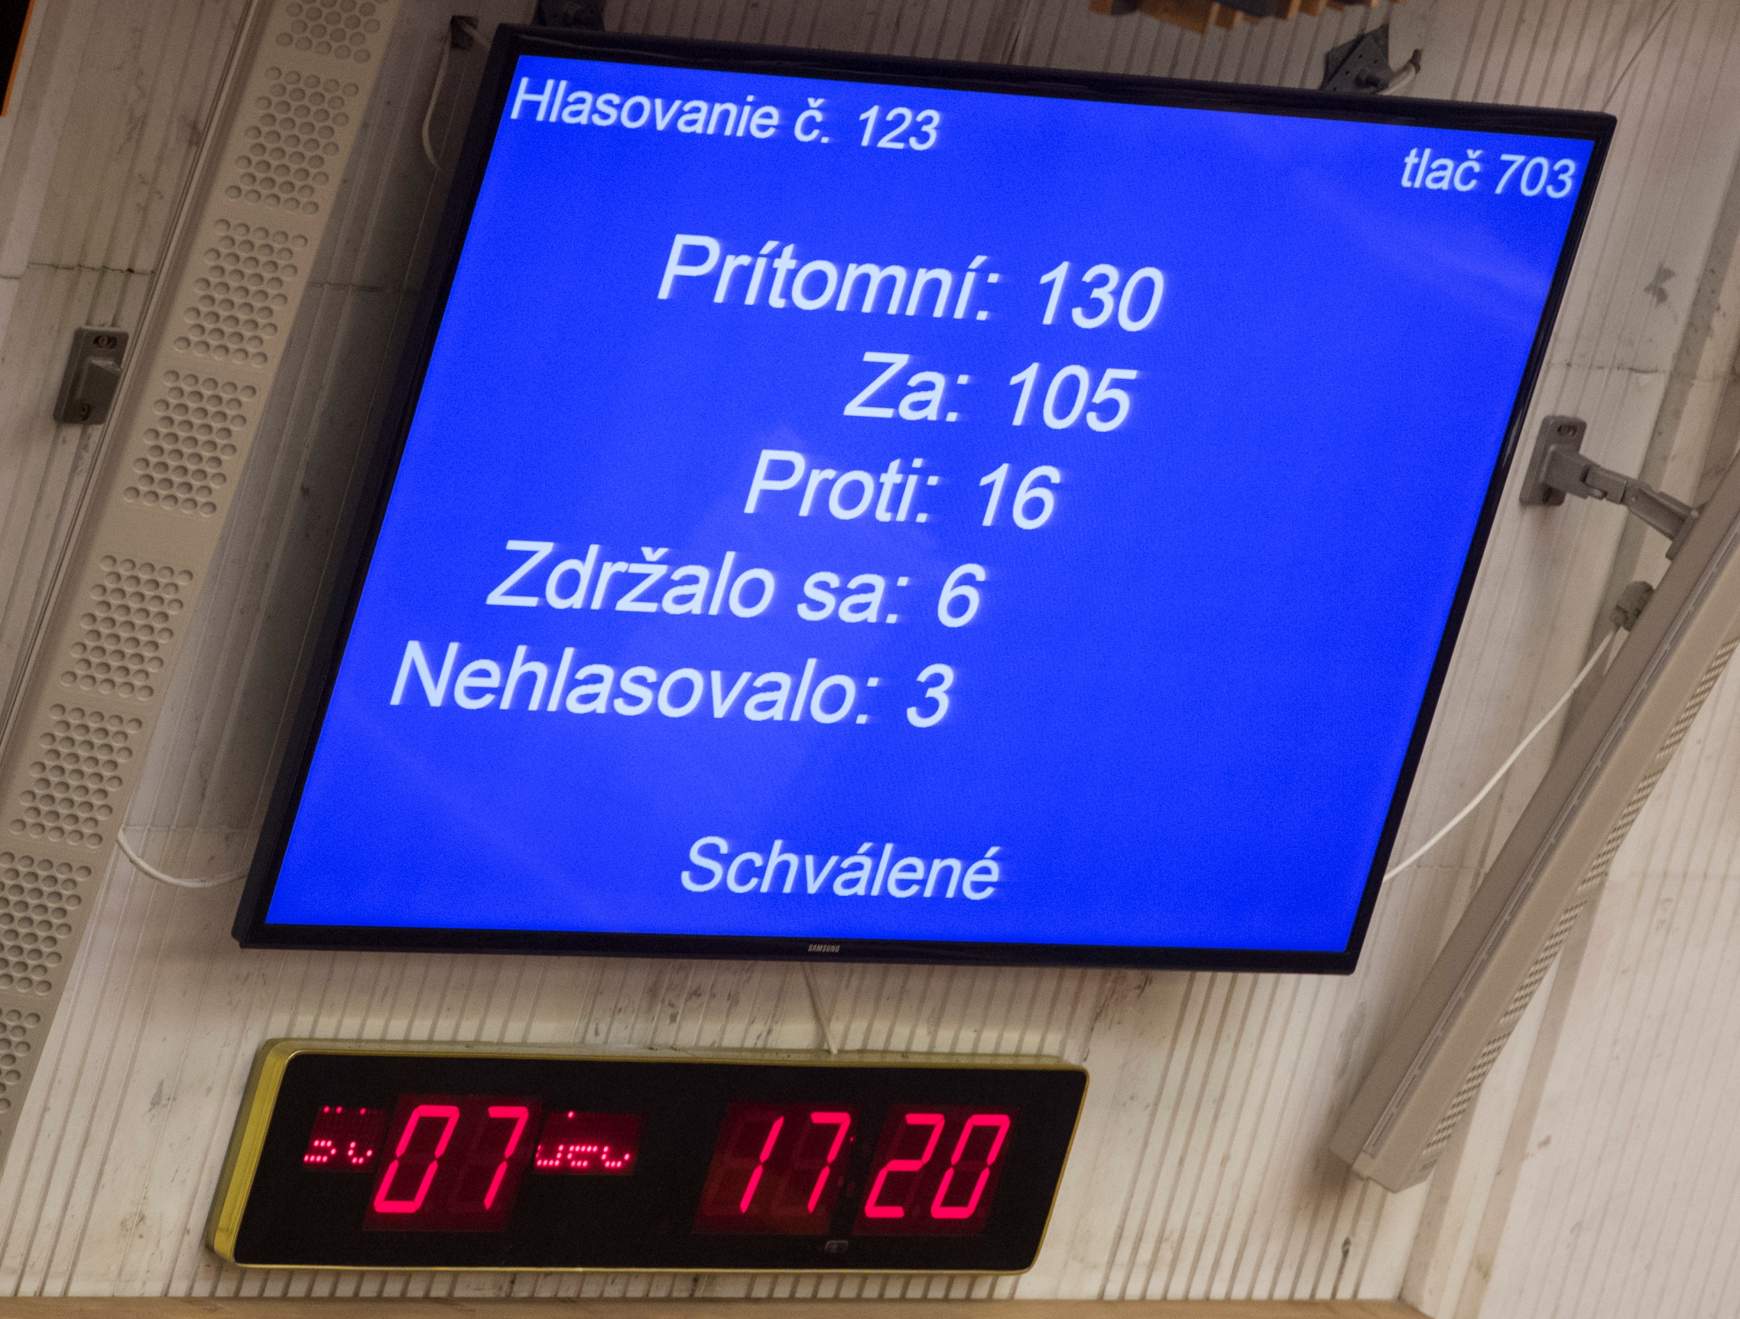 Hlasovanie č. 123
tlač 703
Prítomní: 130
Za: 105
Proti: 16
Zdržalo sa: 6
Nehlasovalo: 3
Schválené
SAMSUNG
07 17 20